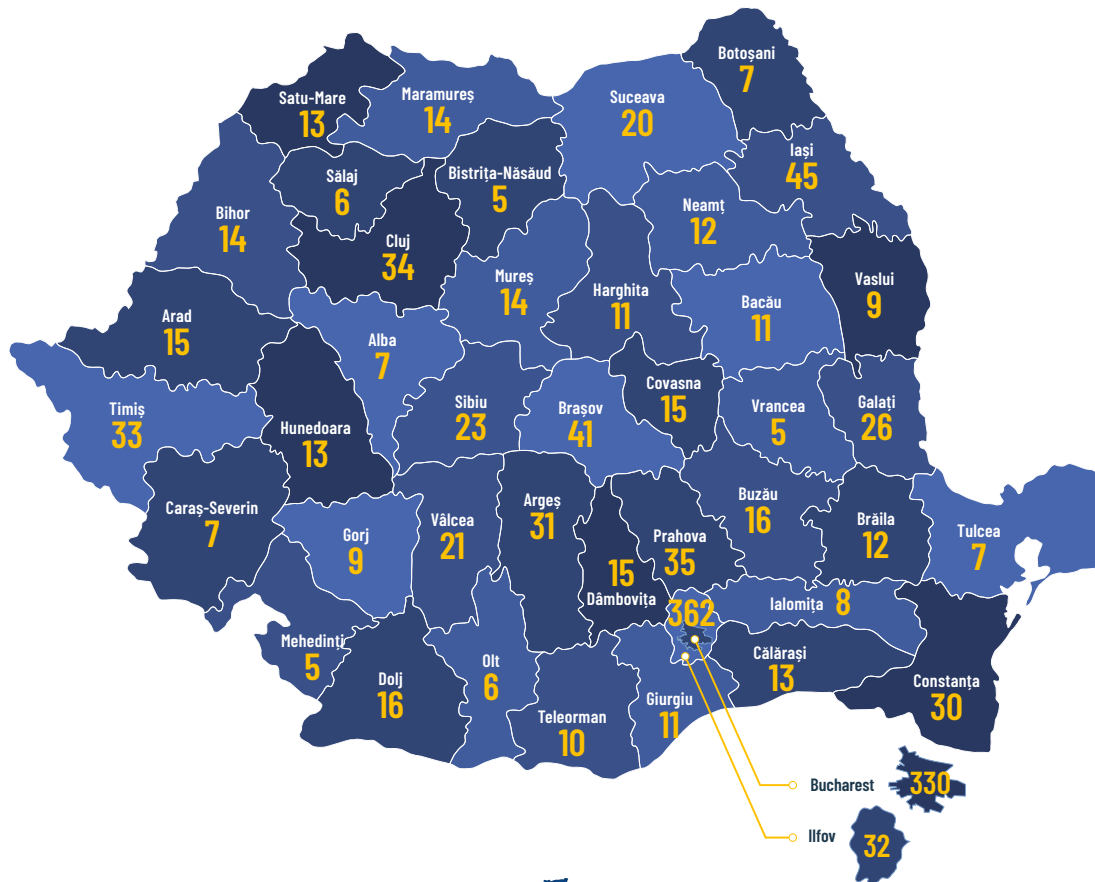 Botoșani
7
Satu-Mare
13
Maramureș
14
Suceava
20
Iași
45
Sălaj
6
Bistrița-Năsăud
5
Neamț
12
Bihor
14
Cluj
34
Mureș
14
Harghita
11
Bacău
11
Vaslui
9
Arad
15
Alba
7
Covasna
15
Timiș
33
Hunedoara
13
Sibiu
23
Brașov
41
Vrancea
5
Galați
26
Caraș-Severin
7
Gorj
9
Vâlcea
21
Argeș
31
15
Dâmbovița
Prahova
35
Buzău
16
Brăila
12
Tulcea
7
362
Ialomița 8
Mehedinți
5
Dolj
16
Olt
6
Teleorman
10
Giurgiu
11
Călărași
13
Constanța
30
Bucharest 330
Ilfov 32